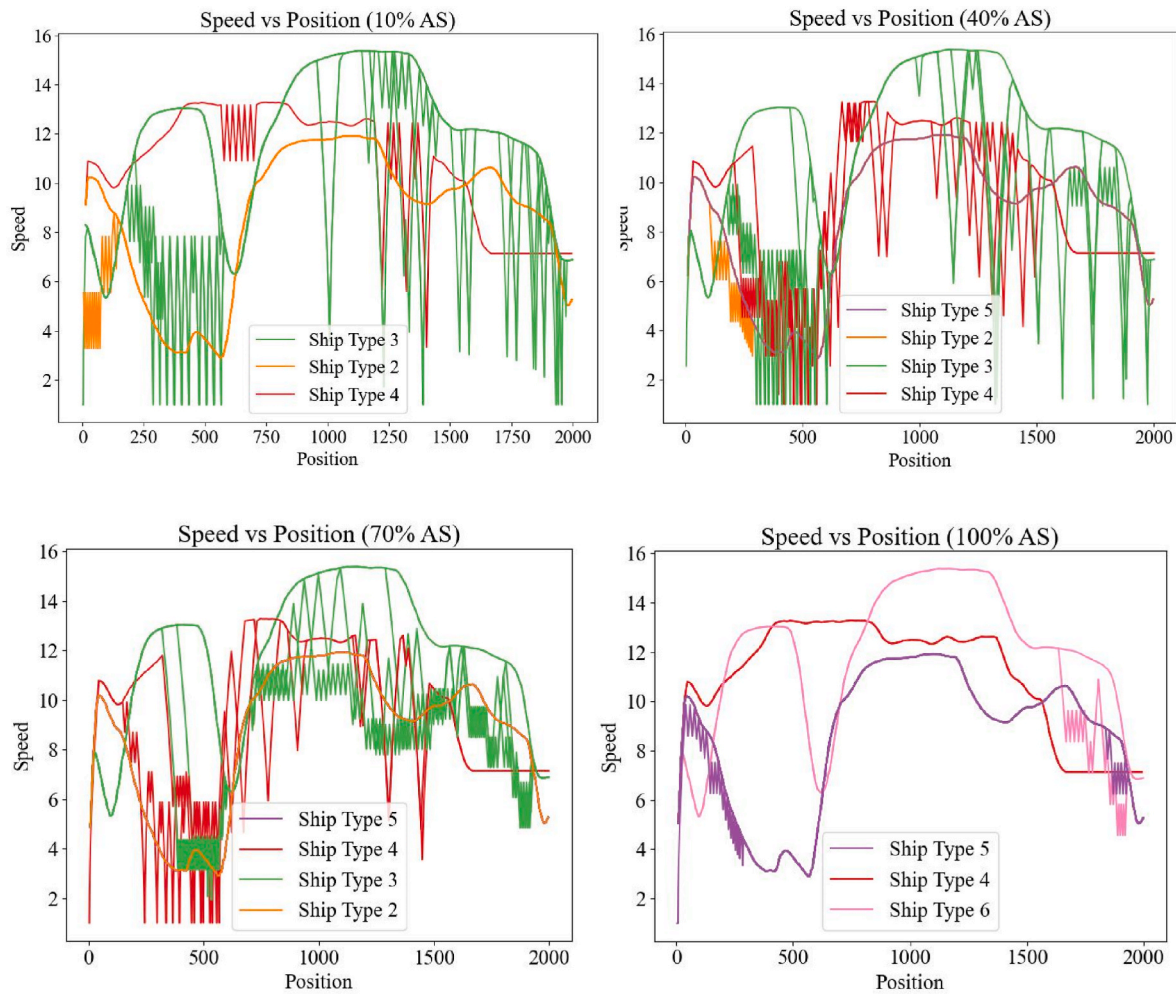 Speed vs Position (10% AS)
16
14
12
10
8
6
4
2
Speed
Ship Type 3
Ship Type 2
Ship Type 4
0 250 500 750 1000 1250 1500 1750 2000
Position
Speed vs Position (40% AS)
16
14
12
10
8
6
4
2
Speed
Ship Type 5
Ship Type 2
Ship Type 3
Ship Type 4
0 500 1000 1500 2000
Position
Speed vs Position (70% AS)
16
14
12
10
8
6
4
2
Speed
Ship Type 5
Ship Type 4
Ship Type 3
Ship Type 2
0 500 1000 1500 2000
Position
Speed vs Position (100% AS)
16
14
12
10
8
6
4
2
Speed
Ship Type 5
Ship Type 4
Ship Type 6
0 500 1000 1500 2000
Position